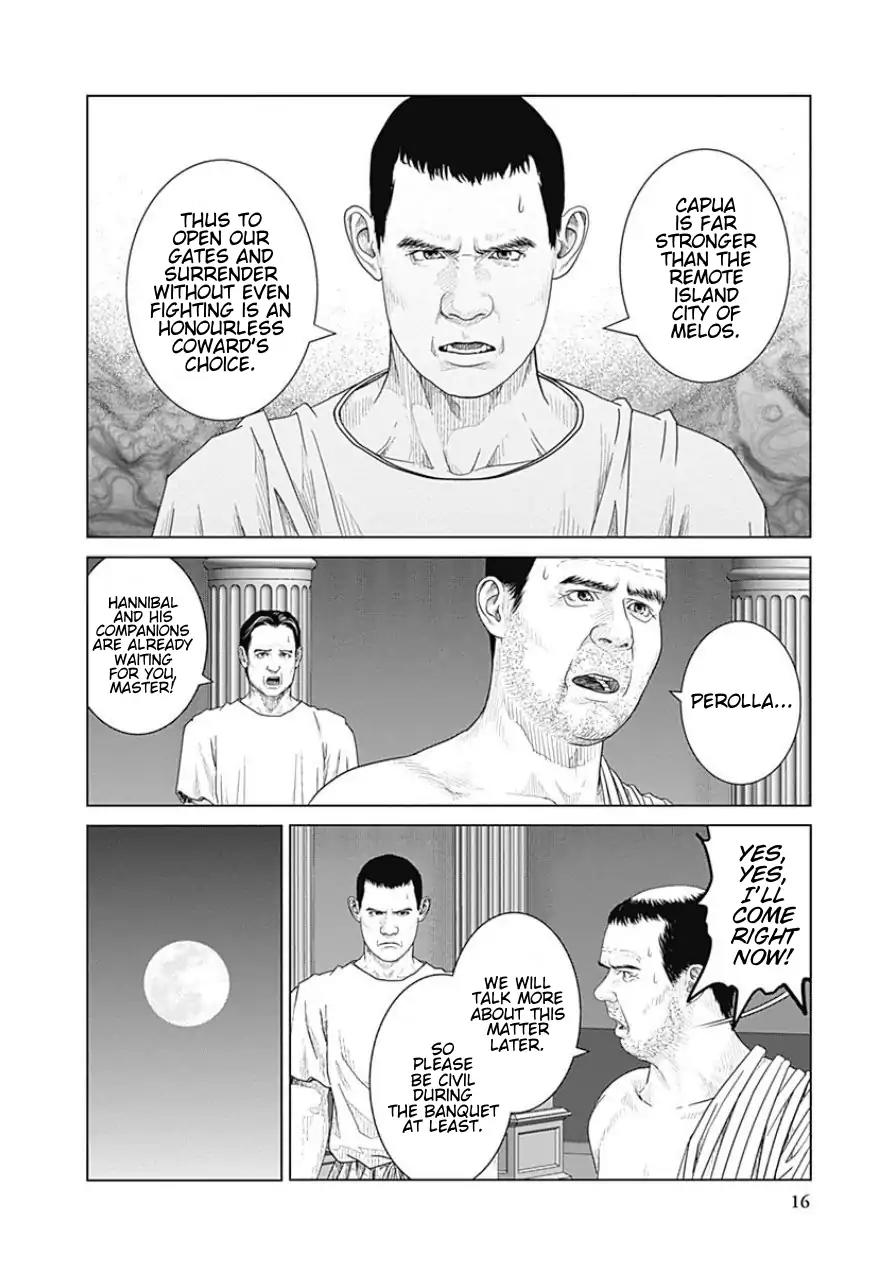 CAPUA
IS FAR
STRONGER
THAN THE
REMOTE
ISLAND
CITY OF
MELOS.
THUS TO
OPEN OUR
GATES AND
SURRENDER
WITHOUT EVEN
FIGHTING IS AN
HONOURLESS
COWARD'S
CHOICE.
PEROLLA...
HANNIBAL
AND HIS
COMPANIONS
ARE ALREADY
WAITING
FOR YOU,
MASTER!
YES,
YES,
I'LL
COME
RIGHT
NOW!
WE WILL
TALK MORE
ABOUT THIS
MATTER
LATER.
SO
PLEASE
BE CIVIL
DURING
THE BANQUET
AT LEAST.
16